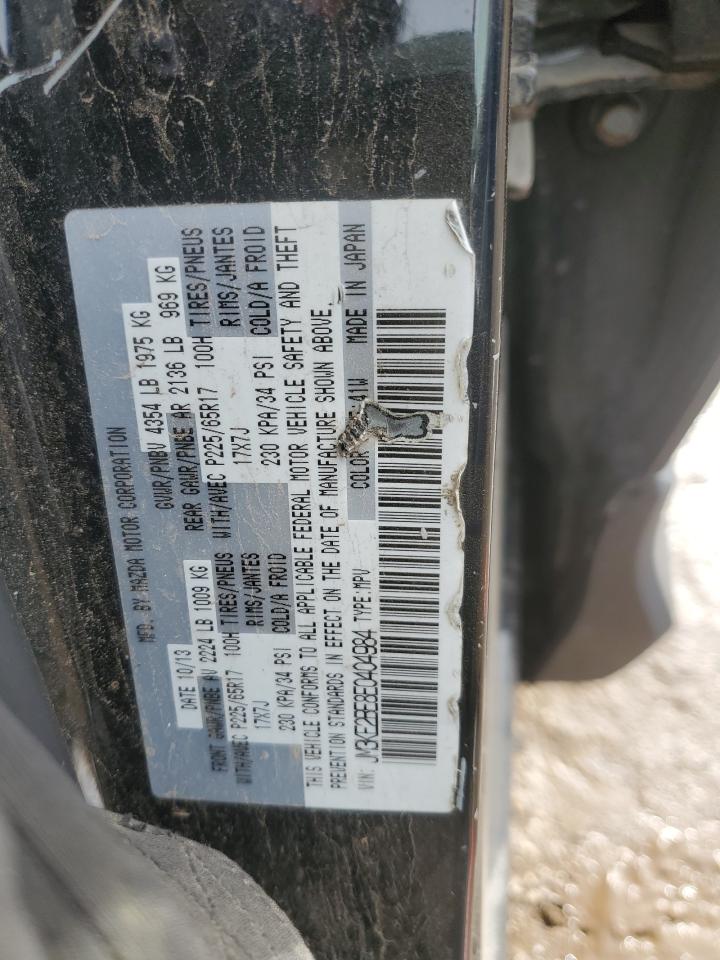 MFD. BY MAZDA MOTOR CORPORATION
DATE 10/13 GVWR/PNBV 4354 LB 1975 KG
FRONT GAWR/PNBE AV 2224 LB 1009 KG REAR GAWR/PNBE AR 2136 LB 969 KG
WITH/AVEC P225/65R17 100H TIRES/PNEUS WITH/AVEC P225/65R17 100H TIRES/PNEUS
17X7J RIMS/JANTES 17X7J RIMS/JANTES
230 KPA/34 PSI COLD/A FROID 230 KPA/34 PSI COLD/A FROID
THIS VEHICLE CONFORMS TO ALL APPLICABLE FEDERAL MOTOR VEHICLE SAFETY AND THEFT
PREVENTION STANDARDS IN EFFECT ON THE DATE OF MANUFACTURE SHOWN ABOVE.
VIN: JM3KE2BE8E0404984 TYPE:MPV COLOR 41W MADE IN JAPAN